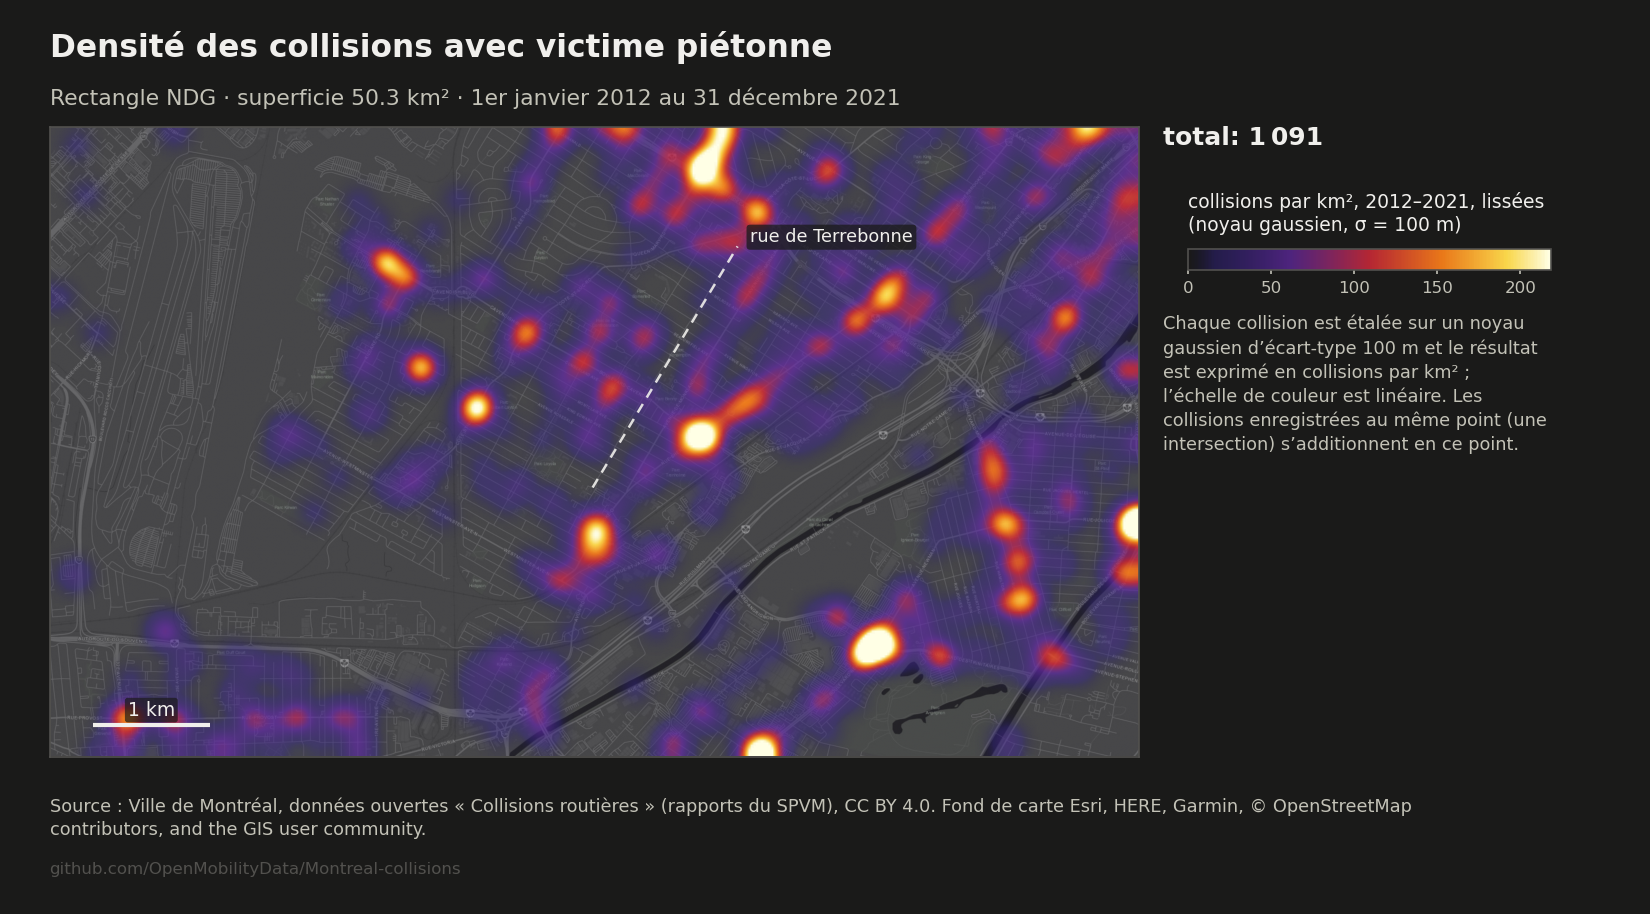 Densité des collisions avec victime piétonne
Rectangle NDG · superficie 50.3 km² · 1er janvier 2012 au 31 décembre 2021
total: 1 091
collisions par km², 2012–2021, lissées
(noyau gaussien, σ = 100 m)
0 50 100 150 200
Chaque collision est étalée sur un noyau
gaussien d’écart-type 100 m et le résultat
est exprimé en collisions par km² ;
l’échelle de couleur est linéaire. Les
collisions enregistrées au même point (une
intersection) s’additionnent en ce point.
rue de Terrebonne
1 km
Source : Ville de Montréal, données ouvertes « Collisions routières » (rapports du SPVM), CC BY 4.0. Fond de carte Esri, HERE, Garmin, © OpenStreetMap
contributors, and the GIS user community.
github.com/OpenMobilityData/Montreal-collisions